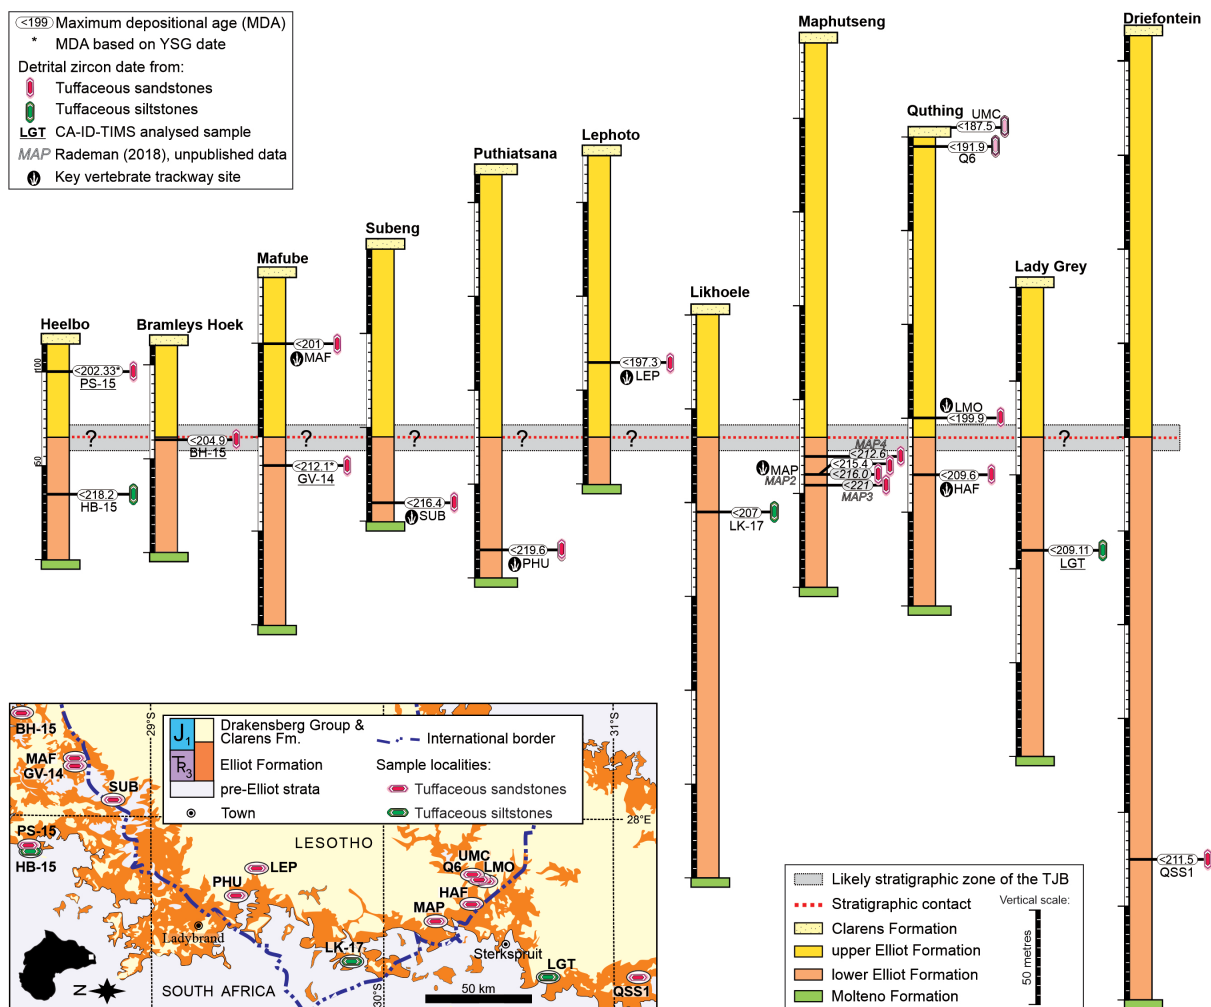 <199 Maximum depositional age (MDA)
* MDA based on YSG date
Detrital zircon date from:
Tuffaceous sandstones
Tuffaceous siltstones
LGT CA-ID-TIMS analysed sample
MAP Rademan (2018), unpublished data
Key vertebrate trackway site
Heelbo
100
<202.33*
PS-15
?
50
<218.2
HB-15
Bramleys Hoek
<204.9
BH-15
Mafube
<201
MAF
?
<212.1*
GV-14
Subeng
?
<216.4
SUB
Puthiatsana
?
<219.6
PHU
Lephoto
<197.3
LEP
?
Likhoele
<207
LK-17
Maphutseng
MAP4
<212.6
<215.4
MAP
<216.0
MAP2
<221
MAP3
Quthing
UMC
<187.5
<191.9
Q6
LMO
<199.9
<209.6
HAF
Lady Grey
?
<209.11
LGT
Driefontein
<211.5
QSS1
BH-15
MAF
GV-14
SUB
PS-15
HB-15
LEP
PHU
Ladybrand
LESOTHO
UMC
Q6
LMO
HAF
MAP
LK-17
Sterkspruit
LGT
QSS1
SOUTH AFRICA
N
50 km
29°S
30°S
31°S
28°E
J1
Drakensberg Group &
Clarens Fm.
TR3
Elliot Formation
pre-Elliot strata
Town
International border
Sample localities:
Tuffaceous sandstones
Tuffaceous siltstones
Likely stratigraphic zone of the TJB
Stratigraphic contact
Clarens Formation
upper Elliot Formation
lower Elliot Formation
Molteno Formation
Vertical scale:
50 metres